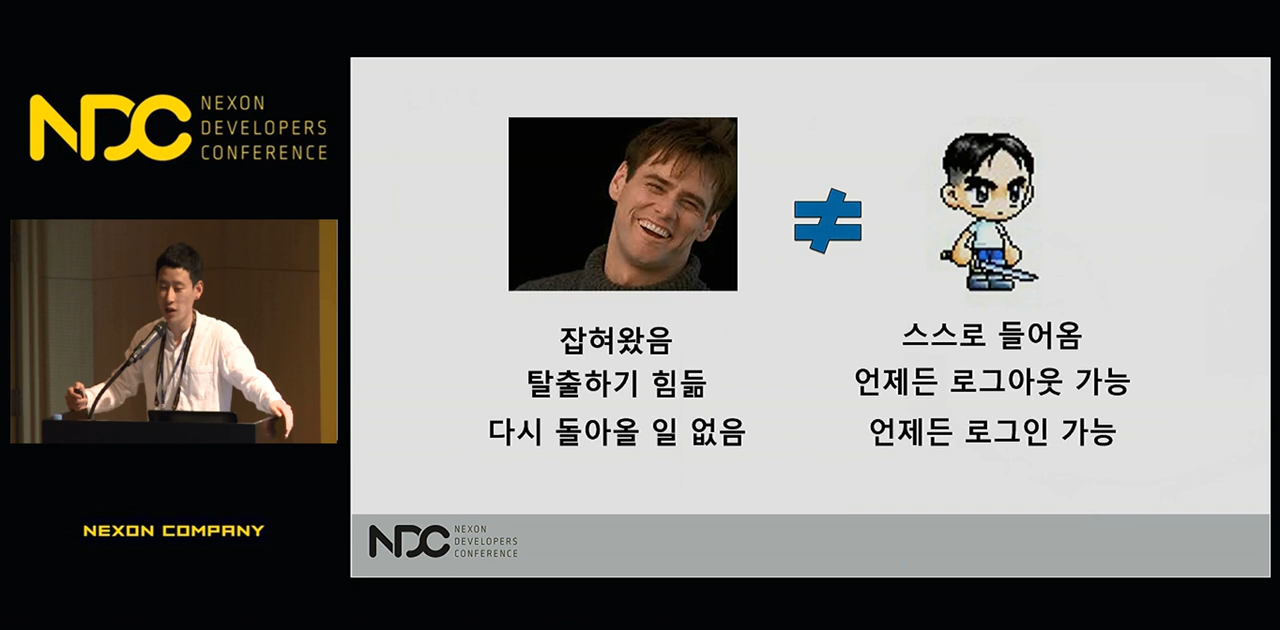 NDC
NEXON
DEVELOPERS
CONFERENCE
NEXON COMPANY
잡혀왔음
탈출하기 힘듦
다시 돌아올 일 없음
스스로 들어옴
언제든 로그아웃 가능
언제든 로그인 가능
NDC
NEXON
DEVELOPERS
CONFERENCE